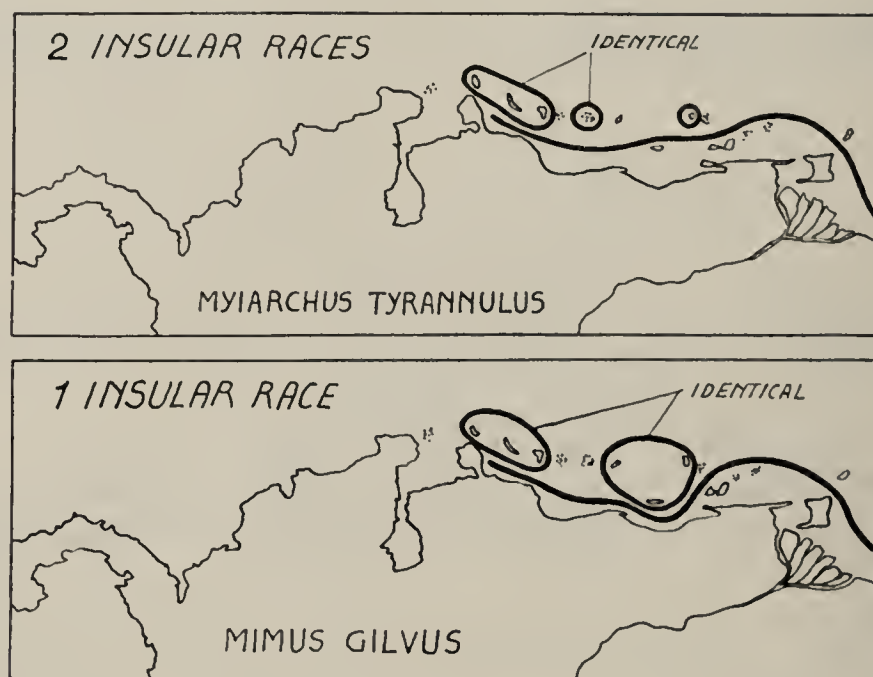 2 INSULAR RACES
IDENTICAL
MYIARCHUS TYRANNULUS
1 INSULAR RACE
IDENTICAL
MIMUS GILVUS